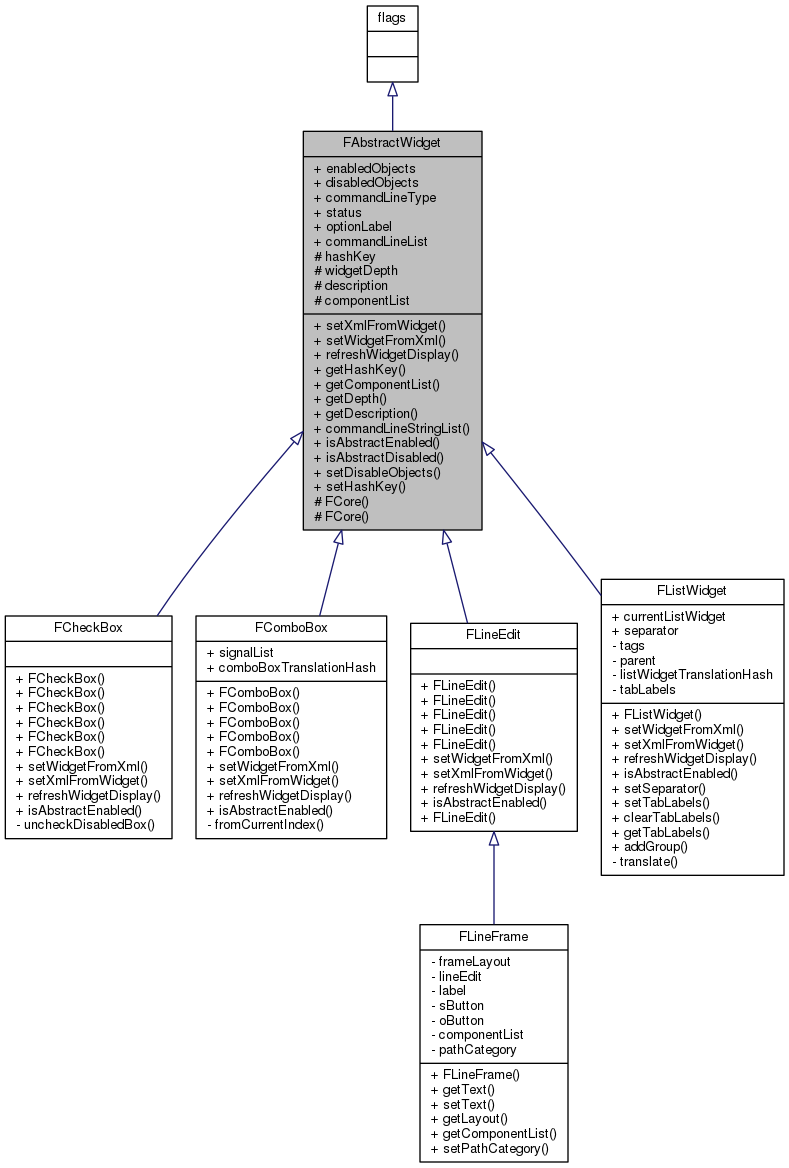 flags
FAbstractWidget
+ enabledObjects
+ disabledObjects
+ commandLineType
+ status
+ optionLabel
+ commandLineList
# hashKey
# widgetDepth
# description
# componentList
+ setXmlFromWidget()
+ setWidgetFromXml()
+ refreshWidgetDisplay()
+ getHashKey()
+ getComponentList()
+ getDepth()
+ getDescription()
+ commandLineStringList()
+ isAbstractEnabled()
+ isAbstractDisabled()
+ setDisableObjects()
+ setHashKey()
# FCore()
# FCore()
FCheckBox
+ FCheckBox()
+ FCheckBox()
+ FCheckBox()
+ FCheckBox()
+ FCheckBox()
+ FCheckBox()
+ setWidgetFromXml()
+ setXmlFromWidget()
+ refreshWidgetDisplay()
+ isAbstractEnabled()
- uncheckDisabledBox()
FComboBox
+ signalList
+ comboBoxTranslationHash
+ FComboBox()
+ FComboBox()
+ FComboBox()
+ FComboBox()
+ FComboBox()
+ setWidgetFromXml()
+ setXmlFromWidget()
+ refreshWidgetDisplay()
+ isAbstractEnabled()
- fromCurrentIndex()
FLineEdit
+ FLineEdit()
+ FLineEdit()
+ FLineEdit()
+ FLineEdit()
+ FLineEdit()
+ setWidgetFromXml()
+ setXmlFromWidget()
+ refreshWidgetDisplay()
+ isAbstractEnabled()
+ FLineEdit()
FListWidget
+ currentListWidget
+ separator
- tags
- parent
- listWidgetTranslationHash
- tabLabels
+ FListWidget()
+ setWidgetFromXml()
+ setXmlFromWidget()
+ refreshWidgetDisplay()
+ isAbstractEnabled()
+ setSeparator()
+ setTabLabels()
+ clearTabLabels()
+ getTabLabels()
+ addGroup()
- translate()
FLineFrame
- frameLayout
- lineEdit
- label
- sButton
- oButton
- componentList
- pathCategory
+ FLineFrame()
+ getText()
+ setText()
+ getLayout()
+ getComponentList()
+ setPathCategory()